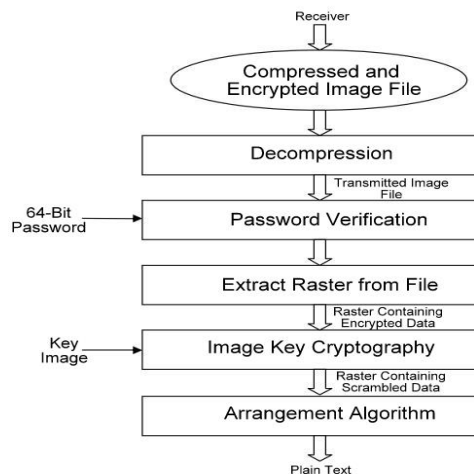 Receiver
Compressed and
Encrypted Image File
Decompression
Transmitted Image
File
64-Bit
Password
Password Verification
Extract Raster from File
Raster Containing
Encrypted Data
Key
Image
Image Key Cryptography
Raster Containing
Scrambled Data
Arrangement Algorithm
Plain Text